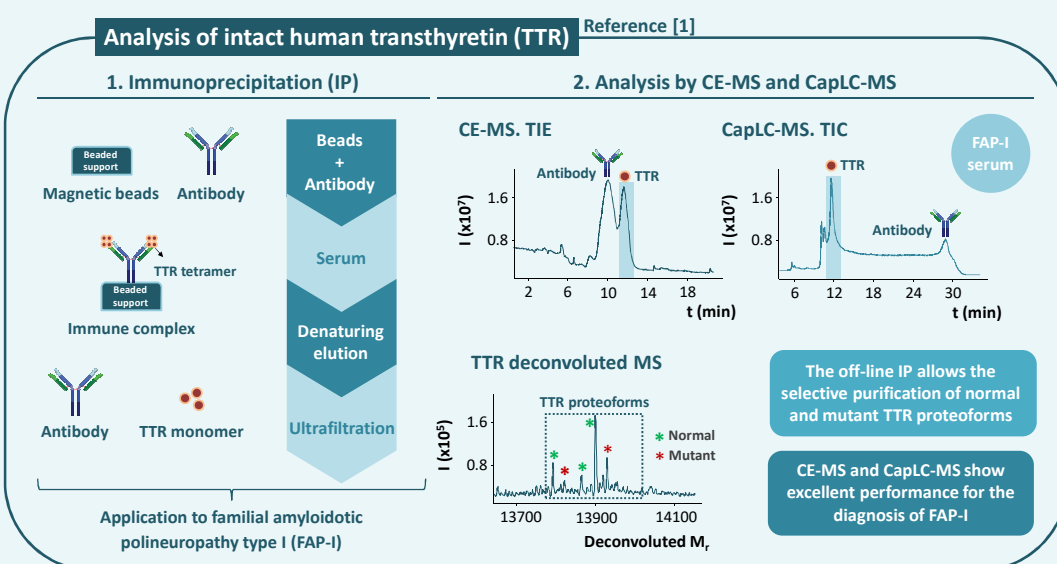 Analysis of intact human transthyretin (TTR)
Reference [1]
1. Immunoprecipitation (IP)
Beaded
support
Magnetic beads
Antibody
Beads
+
Antibody
Serum
TTR tetramer
Beaded
support
Immune complex
Denaturing
elution
Antibody
TTR monomer
Ultrafiltration
Application to familial amyloidotic
polineuropathy type I (FAP-I)
2. Analysis by CE-MS and CapLC-MS
CE-MS. TIE
Antibody
TTR
I (x10⁷)
1.6
0.8
2 6 10 14 18
t (min)
CapLC-MS. TIC
FAP-I
serum
TTR
Antibody
I (x10⁷)
1.6
0.8
6 12 18 24 30
t (min)
TTR deconvoluted MS
TTR proteoforms
I (x10⁵)
1.6
0.8
* Normal
* Mutant
* * * * *
13700 13900 14100
Deconvoluted Mᵣ
The off-line IP allows the
selective purification of normal
and mutant TTR proteoforms
CE-MS and CapLC-MS show
excellent performance for the
diagnosis of FAP-I